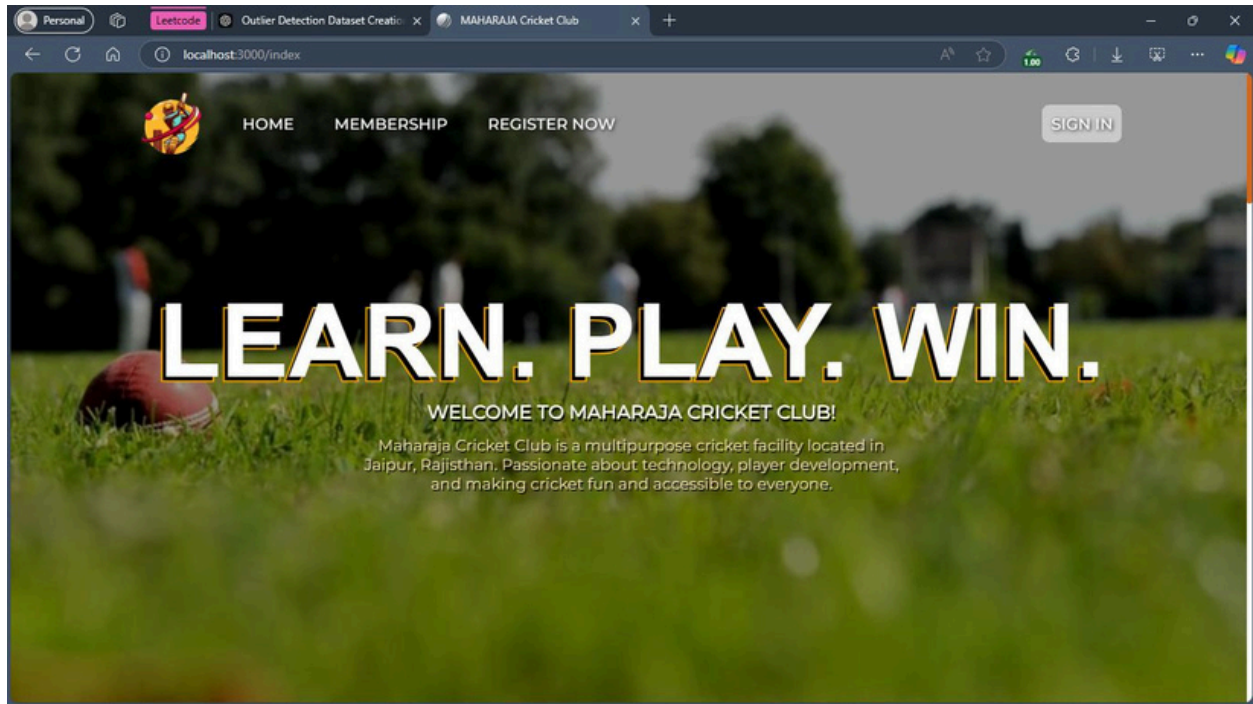 Personal
Leetcode
Outlier Detection Dataset Creatio
MAHARAJA Cricket Club
localhost:3000/index
1.00
HOME MEMBERSHIP REGISTER NOW
SIGN IN
LEARN. PLAY. WIN.
WELCOME TO MAHARAJA CRICKET CLUB!
Maharaja Cricket Club is a multipurpose cricket facility located in
Jaipur, Rajisthan. Passionate about technology, player development,
and making cricket fun and accessible to everyone.